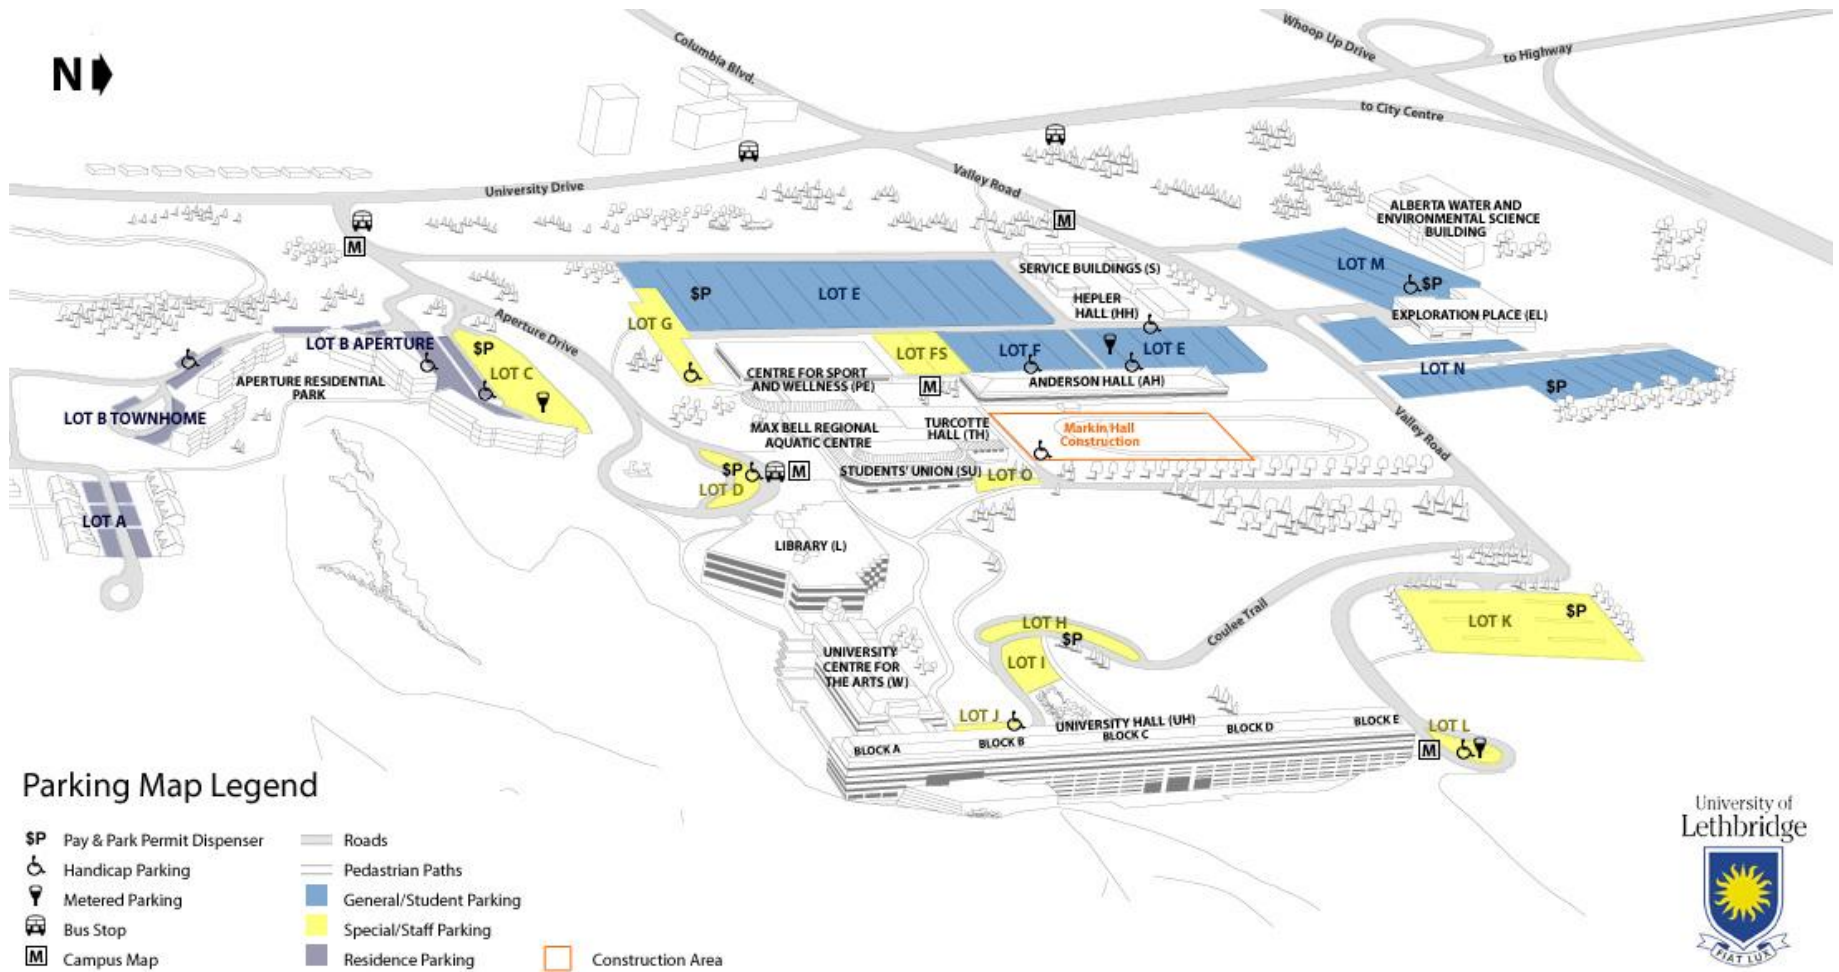 N
Columbia Blvd.
Whoop Up Drive
to Highway
to City Centre
University Drive
Valley Road
M
M
ALBERTA WATER AND
ENVIRONMENTAL SCIENCE
BUILDING
SERVICE BUILDINGS (S)
LOT M
$P
HEPLER
HALL (HH)
EXPLORATION PLACE (EL)
$P
LOT E
LOT G
Aperture Drive
LOT B APERTURE
$P
LOT C
LOT FS
LOT F
LOT E
LOT N
$P
CENTRE FOR SPORT
AND WELLNESS (PE)
M
ANDERSON HALL (AH)
APERTURE RESIDENTIAL
PARK
LOT B TOWNHOME
MAX BELL REGIONAL
AQUATIC CENTRE
TURCOTTE
HALL (TH)
Markin Hall
Construction
Valley Road
$P
M
LOT D
STUDENTS' UNION (SU)
LOT O
LOT A
LIBRARY (L)
LOT H
$P
Coulee Trail
LOT K
$P
LOT I
UNIVERSITY
CENTRE FOR
THE ARTS (W)
LOT J
UNIVERSITY HALL (UH)
BLOCK A
BLOCK B
BLOCK C
BLOCK D
BLOCK E
LOT L
M
Parking Map Legend
$P Pay & Park Permit Dispenser
Handicap Parking
Metered Parking
Bus Stop
M Campus Map
Roads
Pedastrian Paths
General/Student Parking
Special/Staff Parking
Residence Parking
Construction Area
University of
Lethbridge
FIAT LUX